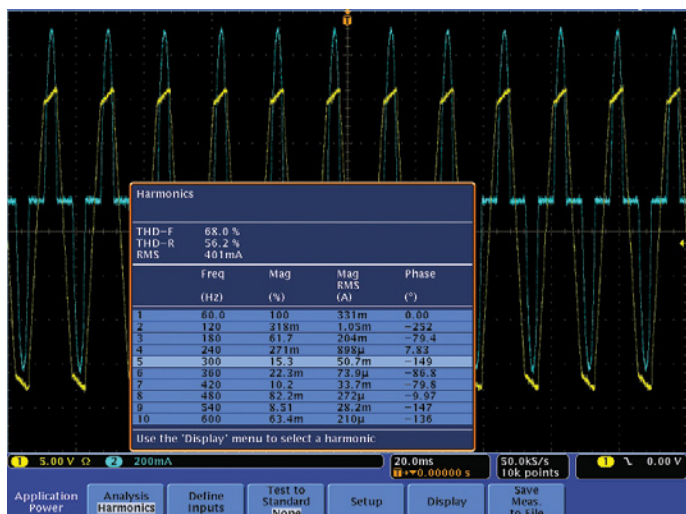 T
Harmonics
THD-F 68.0 %
THD-R 56.2 %
RMS 401mA
Freq Mag Mag RMS Phase
(Hz) (%) (A) (°)
1 60.0 100 331m 0.00
2 120 318m 1.05m -252
3 180 61.7 204m -79.4
4 240 271m 898µ 7.83
5 300 15.3 50.7m -149
6 360 22.3m 73.9µ -86.8
7 420 10.2 33.7m -79.8
8 480 82.2m 272µ -9.97
9 540 8.51 28.2m -147
10 600 63.4m 210µ -136
Use the 'Display' menu to select a harmonic
1 5.00 V Ω 2 200mA 20.0ms 50.0kS/s 1 0.00 V
T 0.00000 s 10k points
Application Power
Analysis Harmonics
Define Inputs
Test to Standard None
Setup
Display
Save Meas. to File